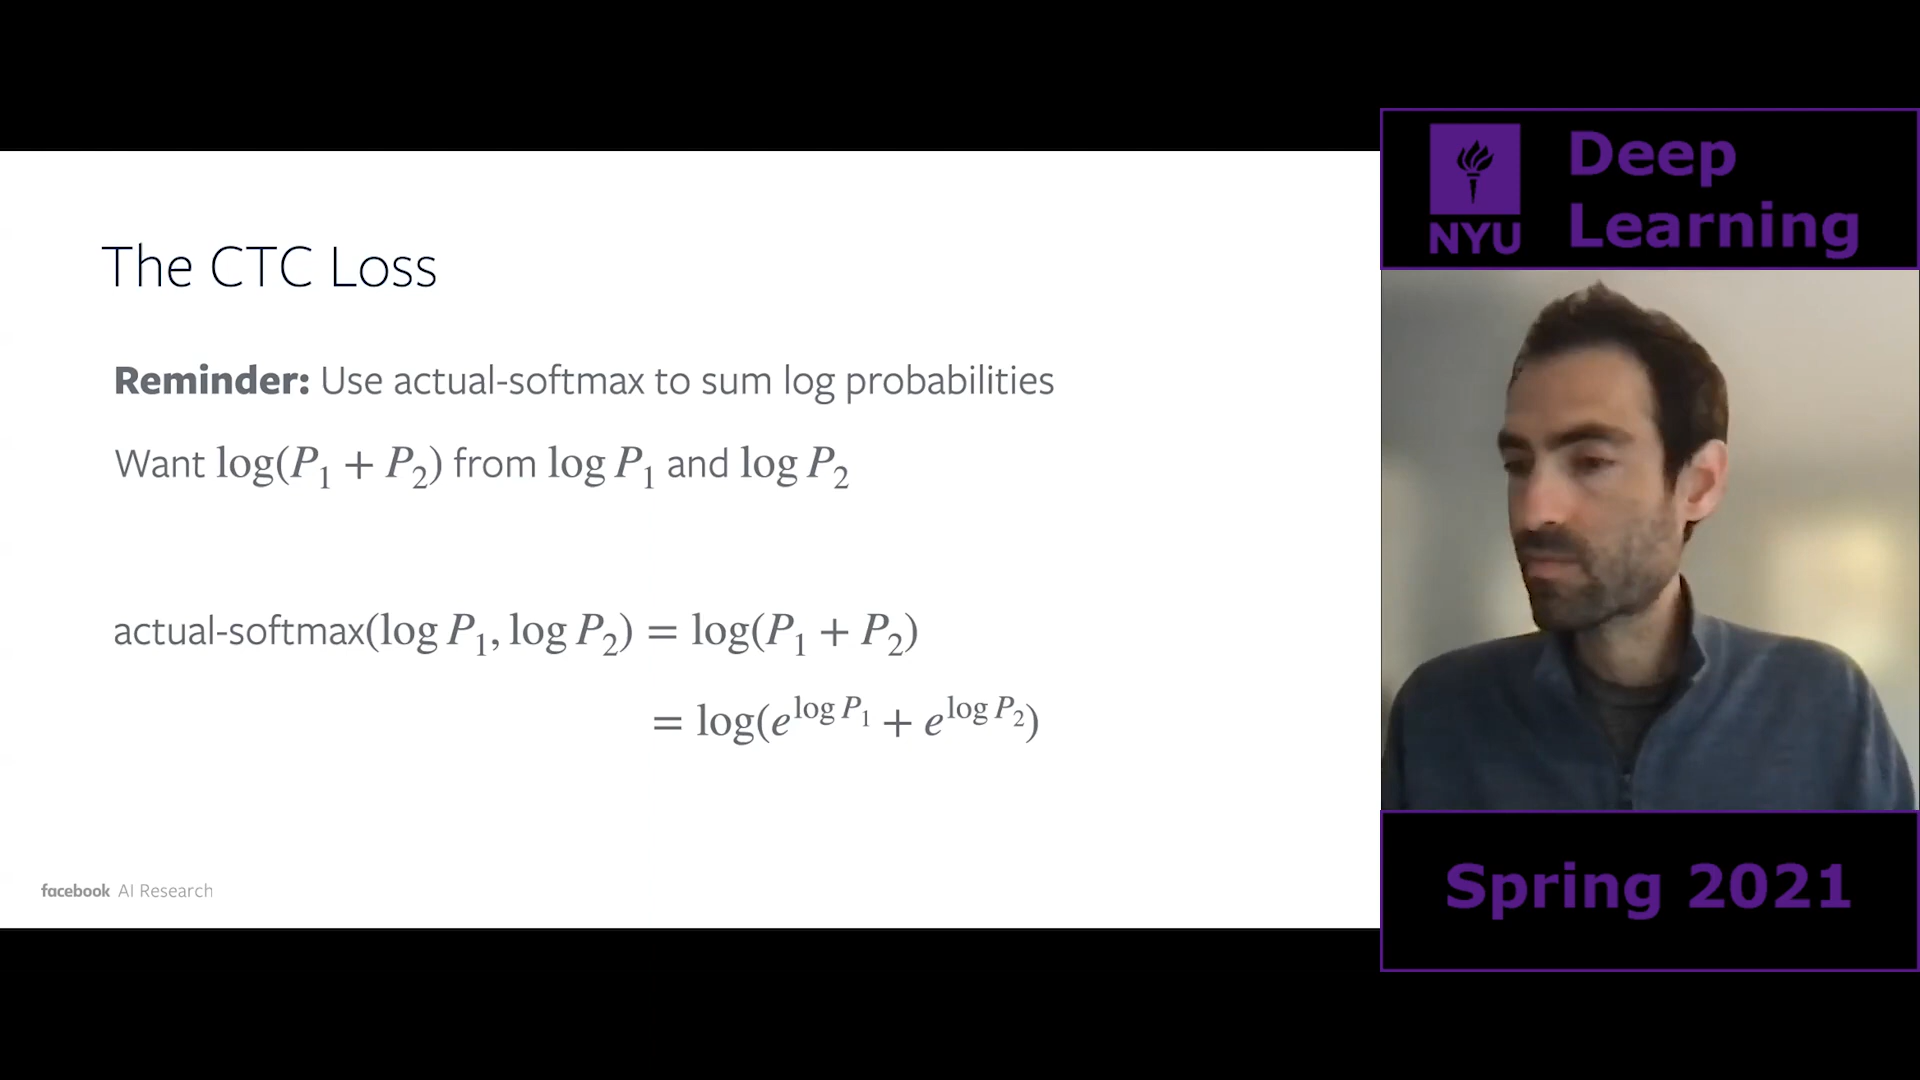 The CTC Loss
Reminder: Use actual-softmax to sum log probabilities
Want log(P₁ + P₂) from log P₁ and log P₂
actual-softmax(log P₁, log P₂) = log(P₁ + P₂)
= log(e^{log P₁} + e^{log P₂})
facebook AI Research
NYU
Deep
Learning
Spring 2021